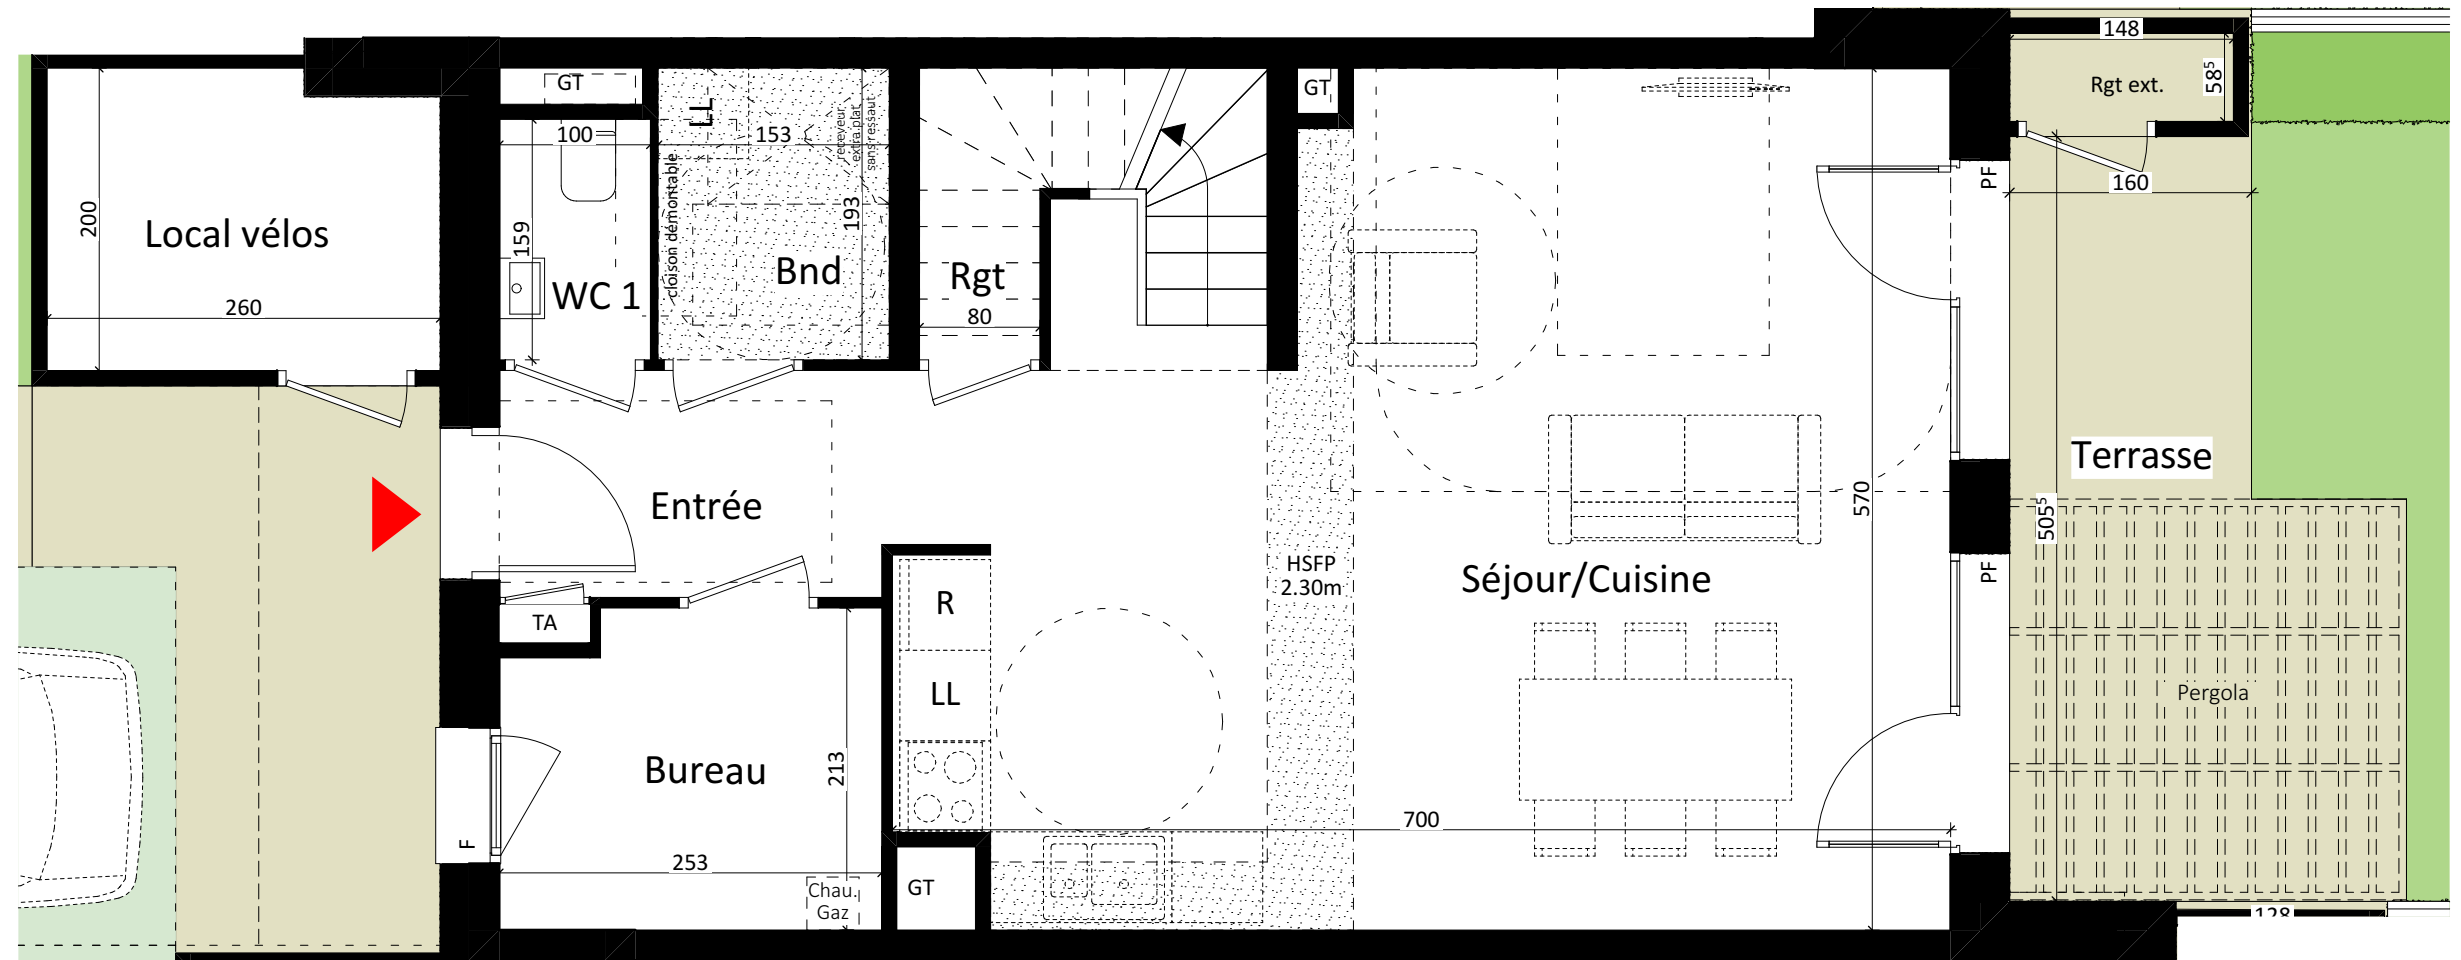 148
GT
GT
Rgt ext.
58⁵
LL
100
153
receveur
extra plat
sans ressaut
cloison démontable
PF
160
200
Local vélos
159
193
Bnd
Rgt
WC 1
260
80
Terrasse
570
505⁵
Entrée
HSFP
2.30m
Séjour/Cuisine
PF
R
TA
LL
Pergola
Bureau
213
700
F
253
Chau.
Gaz
GT
128